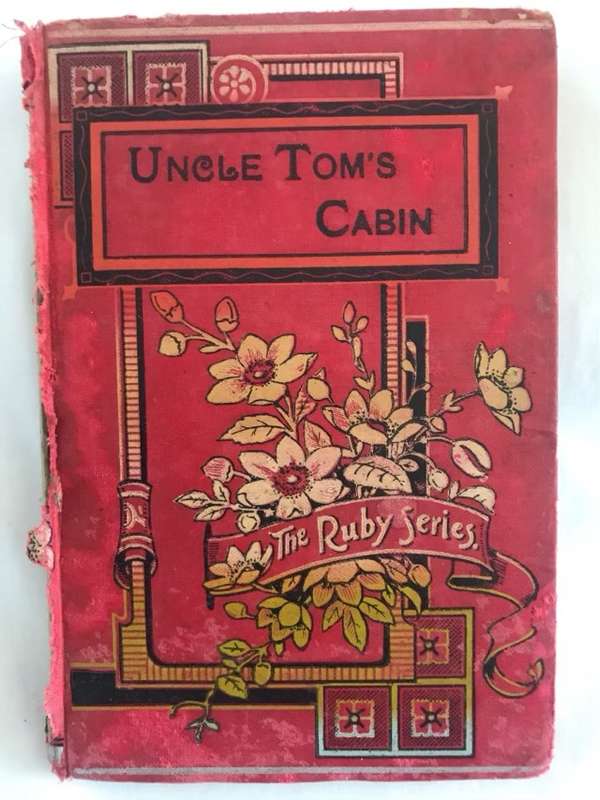 UNCLE TOM'S
CABIN
The Ruby Series.